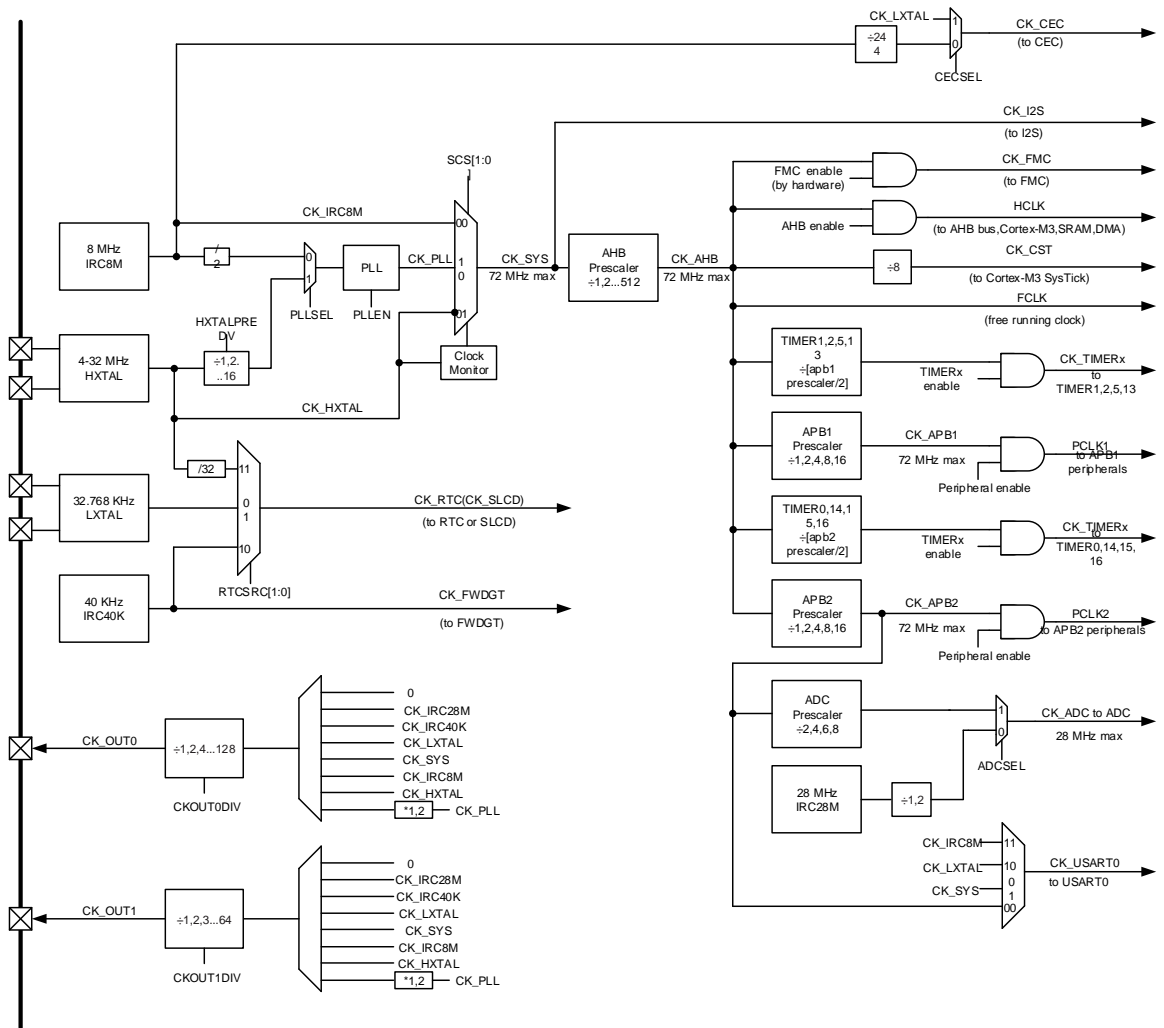 CK_LXTAL
1
÷24
4
0
CECSEL
CK_CEC
(to CEC)
CK_I2S
(to I2S)
SCS[1:0
]
FMC enable
(by hardware)
CK_FMC
(to FMC)
AHB enable
HCLK
(to AHB bus,Cortex-M3,SRAM,DMA)
8 MHz
IRC8M
CK_IRC8M
/
2
0
1
PLLSEL
PLL
PLLEN
CK_PLL
00
1
0
01
CK_SYS
72 MHz max
AHB
Prescaler
÷1,2...512
CK_AHB
72 MHz max
÷8
CK_CST
(to Cortex-M3 SysTick)
FCLK
(free running clock)
HXTALPRE
DV
÷1,2.
..16
4-32 MHz
HXTAL
Clock
Monitor
CK_HXTAL
TIMER1,2,5,1
3
÷[apb1
prescaler/2]
TIMERx
enable
CK_TIMERx
to
TIMER1,2,5,13
APB1
Prescaler
÷1,2,4,8,16
CK_APB1
72 MHz max
Peripheral enable
PCLK1
to APB1
peripherals
/32
11
0
1
10
RTCSRC[1:0]
32.768 KHz
LXTAL
CK_RTC(CK_SLCD)
(to RTC or SLCD)
TIMER0,14,1
5,16
÷[apb2
prescaler/2]
TIMERx
enable
CK_TIMERx
to
TIMER0,14,15,
16
40 KHz
IRC40K
CK_FWDGT
(to FWDGT)
APB2
Prescaler
÷1,2,4,8,16
CK_APB2
72 MHz max
Peripheral enable
PCLK2
to APB2 peripherals
ADC
Prescaler
÷2,4,6,8
1
0
ADCSEL
CK_ADC to ADC
28 MHz max
28 MHz
IRC28M
÷1,2
CK_OUT0
÷1,2,4...128
CKOUT0DIV
0
CK_IRC28M
CK_IRC40K
CK_LXTAL
CK_SYS
CK_IRC8M
CK_HXTAL
*1,2
CK_PLL
CK_IRC8M
11
CK_LXTAL
10
CK_SYS
0
1
00
CK_USART0
to USART0
CK_OUT1
÷1,2,3...64
CKOUT1DIV
0
CK_IRC28M
CK_IRC40K
CK_LXTAL
CK_SYS
CK_IRC8M
CK_HXTAL
*1,2
CK_PLL